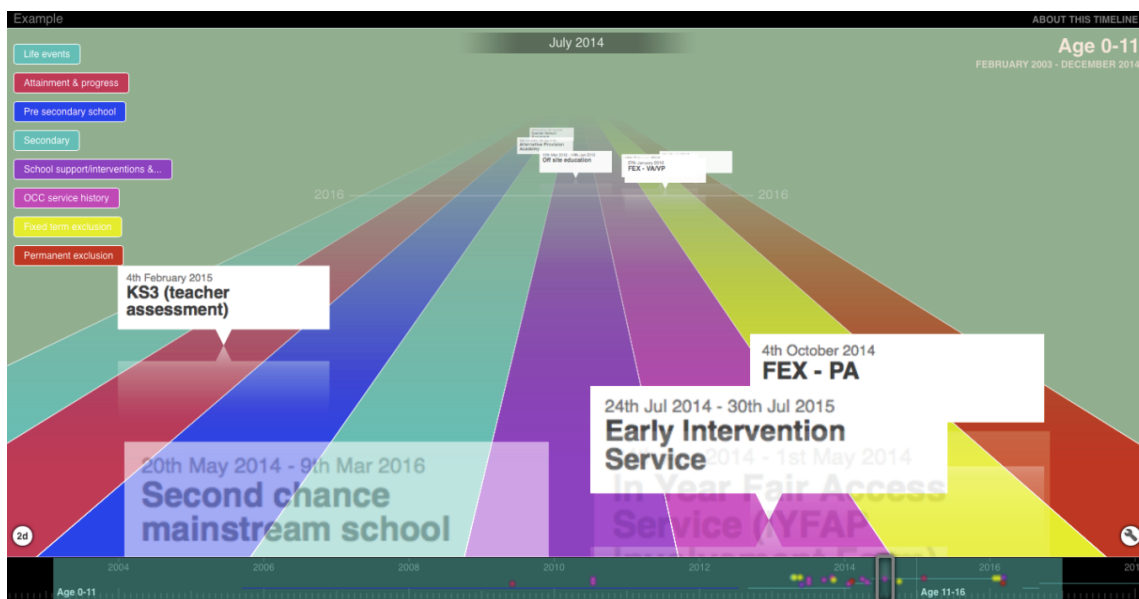 Example
ABOUT THIS TIMELINE
July 2014
Age 0-11
FEBRUARY 2003 - DECEMBER 2014
Life events
Attainment & progress
Pre secondary school
Secondary
School support/interventions &...
OCC service history
Fixed term exclusion
Permanent exclusion
Alternative Provision
Academy
Off site education
27th January 2016
FEX - VA/VP
2016
2016
4th February 2015
KS3 (teacher
assessment)
4th October 2014
FEX - PA
24th Jul 2014 - 30th Jul 2015
Early Intervention
Service
20th May 2014 - 9th Mar 2016
Second chance
mainstream school
2014 - 1st May 2014
In Year Fair Access
Service (IYFAP
Involvement Form)
2d
2004
2006
2008
2010
2012
2014
2016
Age 0-11
Age 11-16